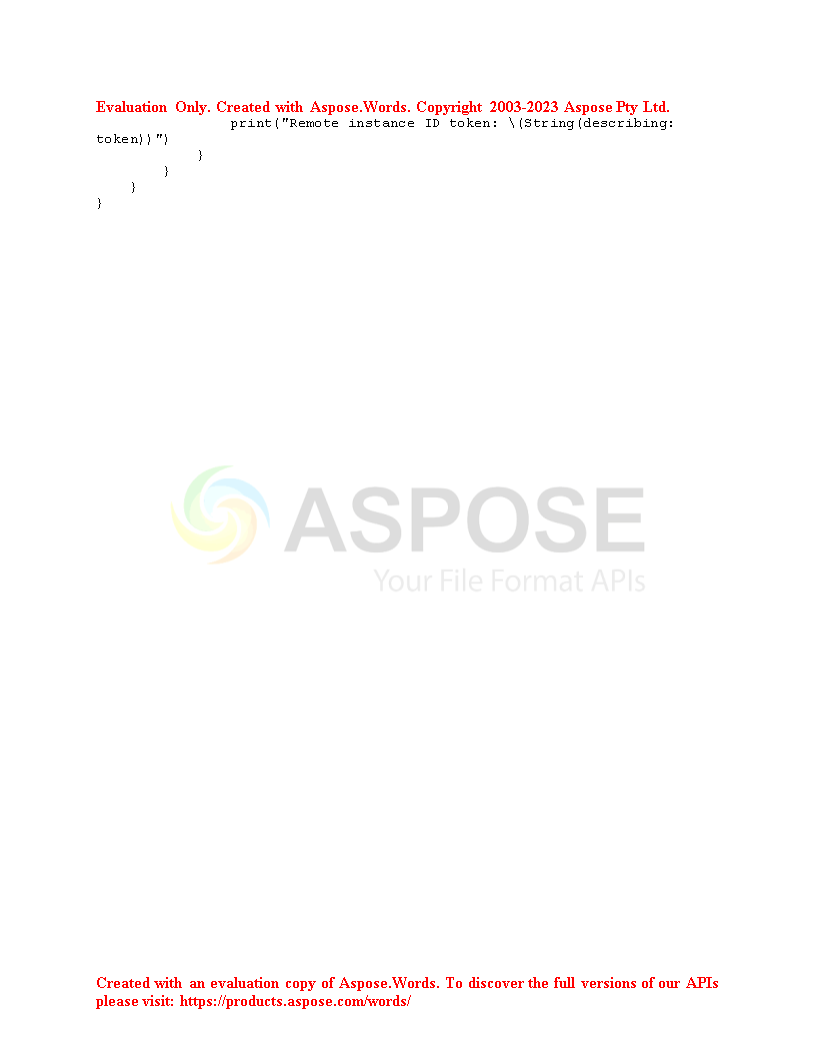 Evaluation Only. Created with Aspose.Words. Copyright 2003-2023 Aspose Pty Ltd.
                print("Remote instance ID token: \(String(describing:
token))")
            }
        }
    }
}
ASPOSE
Your File Format APIs
Created with an evaluation copy of Aspose.Words. To discover the full versions of our APIs
please visit: https://products.aspose.com/words/